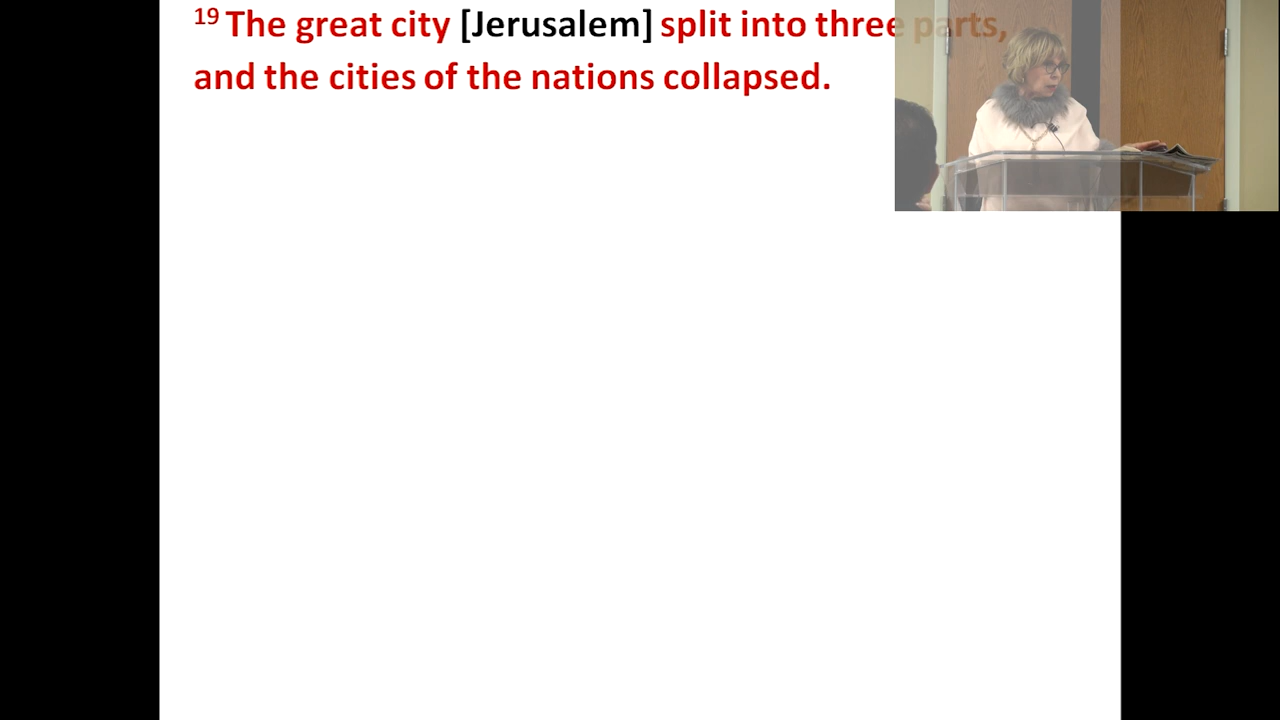 19 The great city [Jerusalem] split into three parts,
and the cities of the nations collapsed.